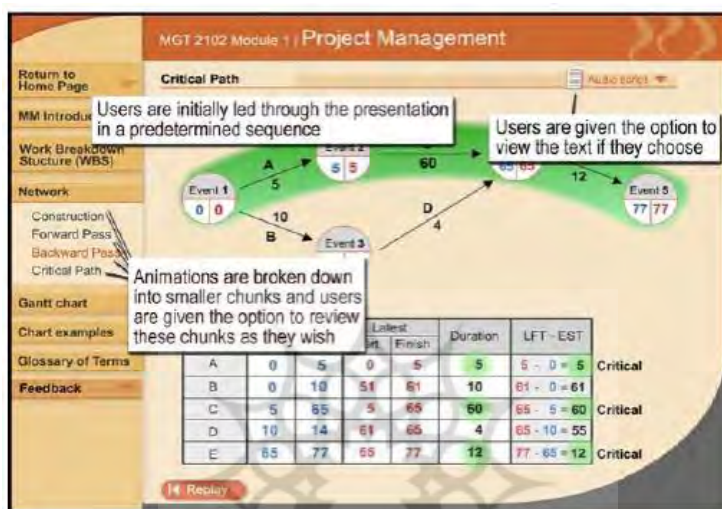 MGT 2102 Module 1 | Project Management
Return to
Home Page
Critical Path
Audio script
MM Introduc
Users are initially led through the presentation
in a predetermined sequence
Users are given the option to
view the text if they choose
Work Breakdown
Stucture (WBS)
Network
Construction
Forward Pass
Backward Pass
Critical Path
Gantt chart
Chart examples
Glossary of Terms
Feedback
Event 1
0 0
A
5
5 5
60
65 65
12
Event 5
77 77
10
B
Event 3
D
4
Animations are broken down
into smaller chunks and users
are given the option to review
these chunks as they wish
Latest
Finish
Duration
LFT - EST
A 0 5 0 5 5 5 - 0 = 5 Critical
B 0 10 51 61 10 61 - 0 = 61
C 5 65 5 65 60 65 - 5 = 60 Critical
D 10 14 61 65 4 65 - 10 = 55
E 65 77 65 77 12 77 - 65 = 12 Critical
Replay